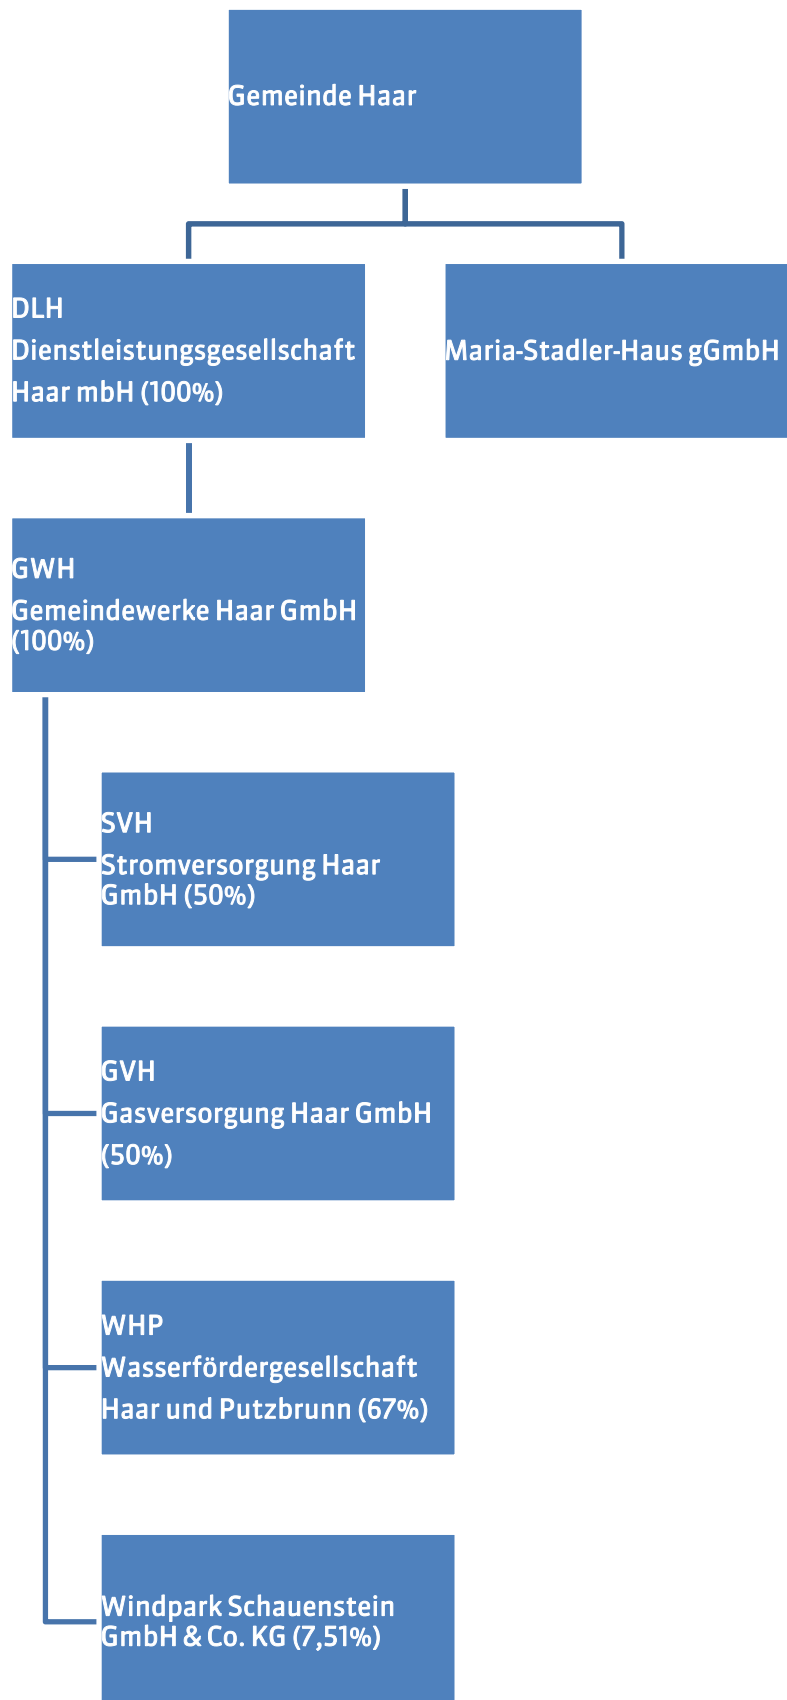 Gemeinde Haar
DLH
Dienstleistungsgesellschaft
Haar mbH (100%)
Maria-Stadler-Haus gGmbH
GWH
Gemeindewerke Haar GmbH
(100%)
SVH
Stromversorgung Haar
GmbH (50%)
GVH
Gasversorgung Haar GmbH
(50%)
WHP
Wasserfördergesellschaft
Haar und Putzbrunn (67%)
Windpark Schauenstein
GmbH & Co. KG (7,51%)